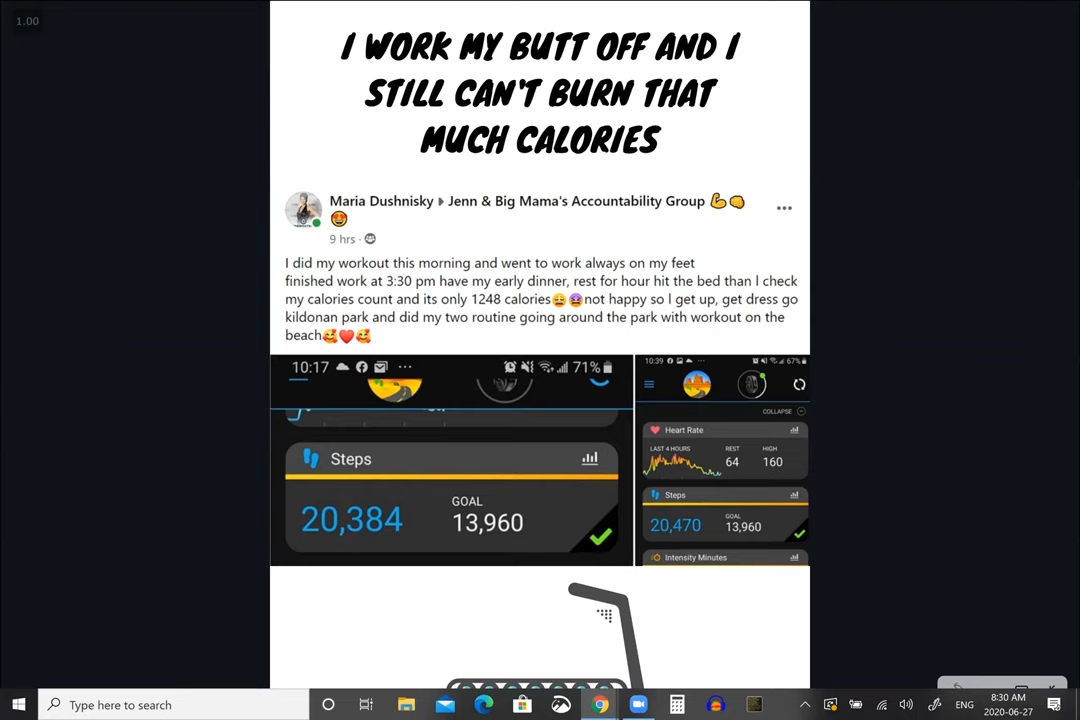 1.00
I WORK MY BUTT OFF AND I
STILL CAN'T BURN THAT
MUCH CALORIES
Maria Dushnisky Jenn & Big Mama's Accountability Group
9 hrs ·
I did my workout this morning and went to work always on my feet
finished work at 3:30 pm have my early dinner, rest for hour hit the bed than I check
my calories count and its only 1248 calories😑😝not happy so I get up, get dress go
kildonan park and did my two routine going around the park with workout on the
beach🥰❤️🥰
10:17 71%
Steps
20,384
GOAL
13,960
10:39 67%
COLLAPSE
Heart Rate
LAST 4 HOURS REST HIGH
64 160
Steps
20,470
GOAL
13,960
Intensity Minutes
Type here to search
ENG
8:30 AM
2020-06-27